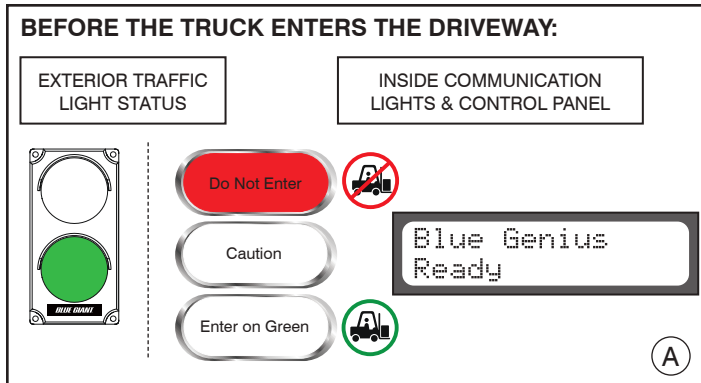 BEFORE THE TRUCK ENTERS THE DRIVEWAY:
EXTERIOR TRAFFIC
LIGHT STATUS
INSIDE COMMUNICATION
LIGHTS & CONTROL PANEL
Do Not Enter
Caution
Enter on Green
BLUE GIANT
Blue Genius
Ready
A